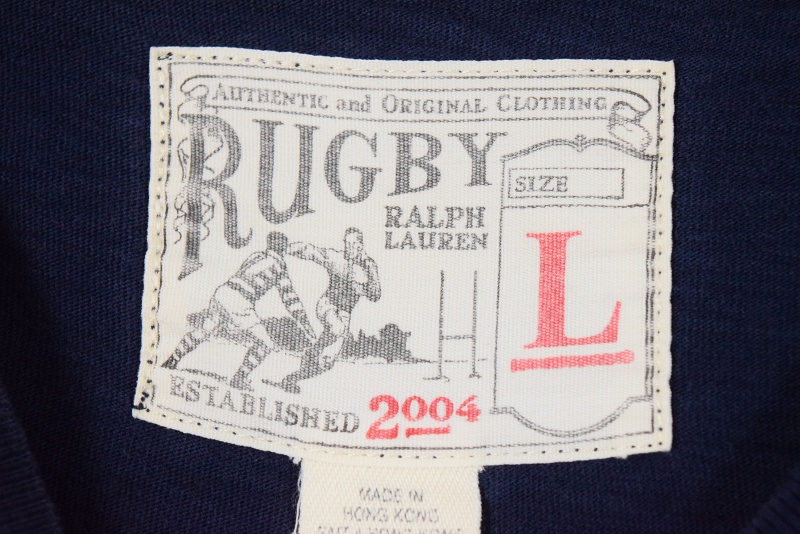 AUTHENTIC and ORIGINAL CLOTHING
RUGBY
RALPH
LAUREN
SIZE
L
ESTABLISHED 2004
MADE IN
HONG KONG